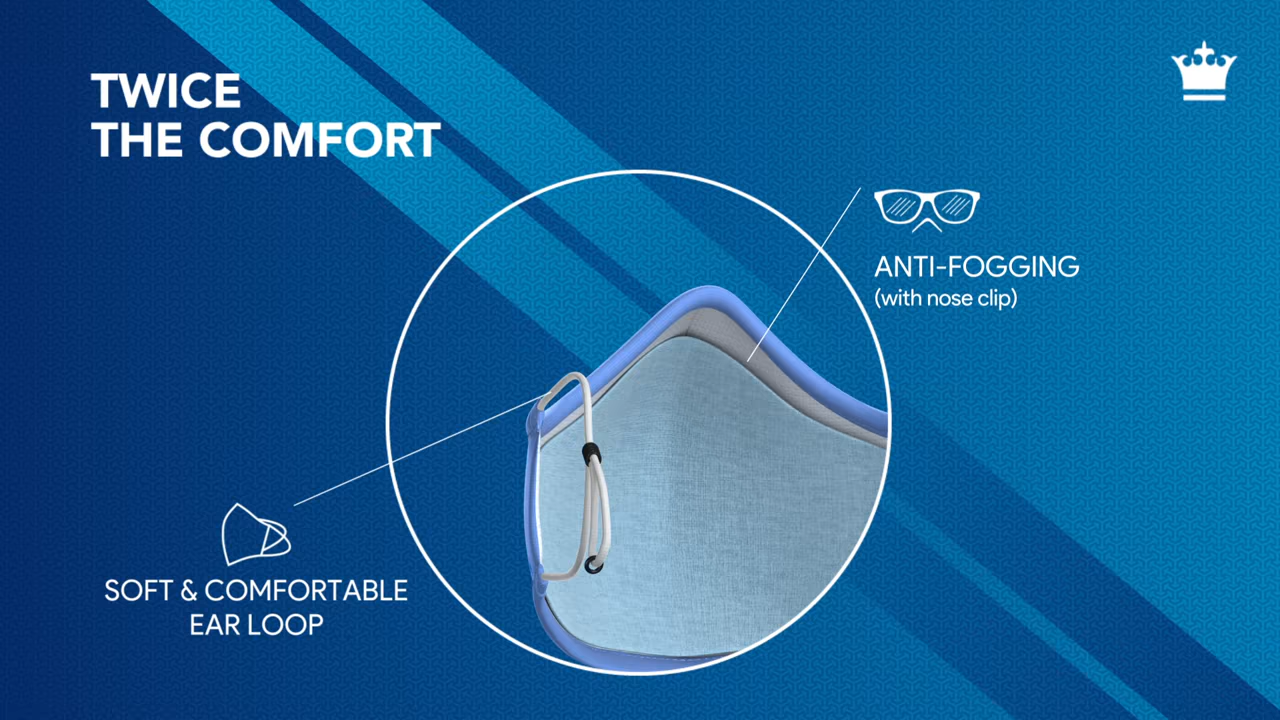 TWICE
THE COMFORT
ANTI-FOGGING
(with nose clip)
SOFT & COMFORTABLE
EAR LOOP